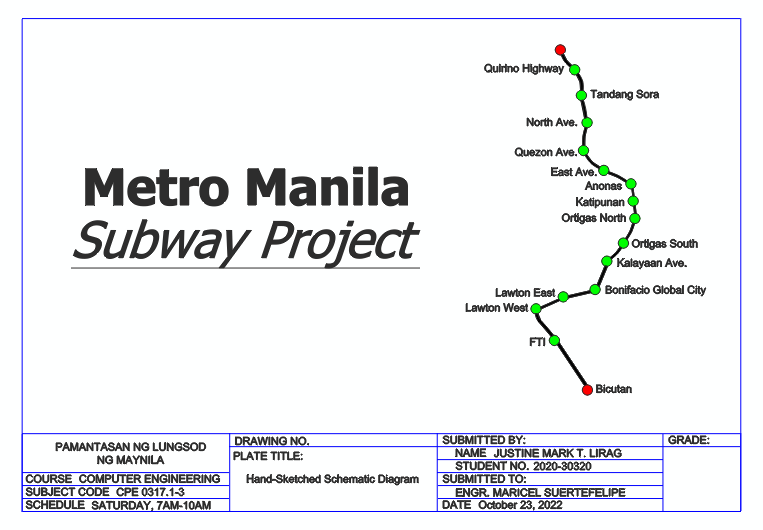 Quirino Highway
Tandang Sora
North Ave.
Quezon Ave.
East Ave.
Anonas
Katipunan
Ortigas North
Ortigas South
Kalayaan Ave.
Bonifacio Global City
Lawton East
Lawton West
FTI
Bicutan
Metro Manila
Subway Project
PAMANTASAN NG LUNGSOD
NG MAYNILA
COURSE COMPUTER ENGINEERING
SUBJECT CODE CPE 0317.1-3
SCHEDULE SATURDAY, 7AM-10AM
DRAWING NO.
PLATE TITLE:
Hand-Sketched Schematic Diagram
SUBMITTED BY:
NAME JUSTINE MARK T. LIRAG
STUDENT NO. 2020-30320
SUBMITTED TO:
ENGR. MARICEL SUERTEFELIPE
DATE October 23, 2022
GRADE: